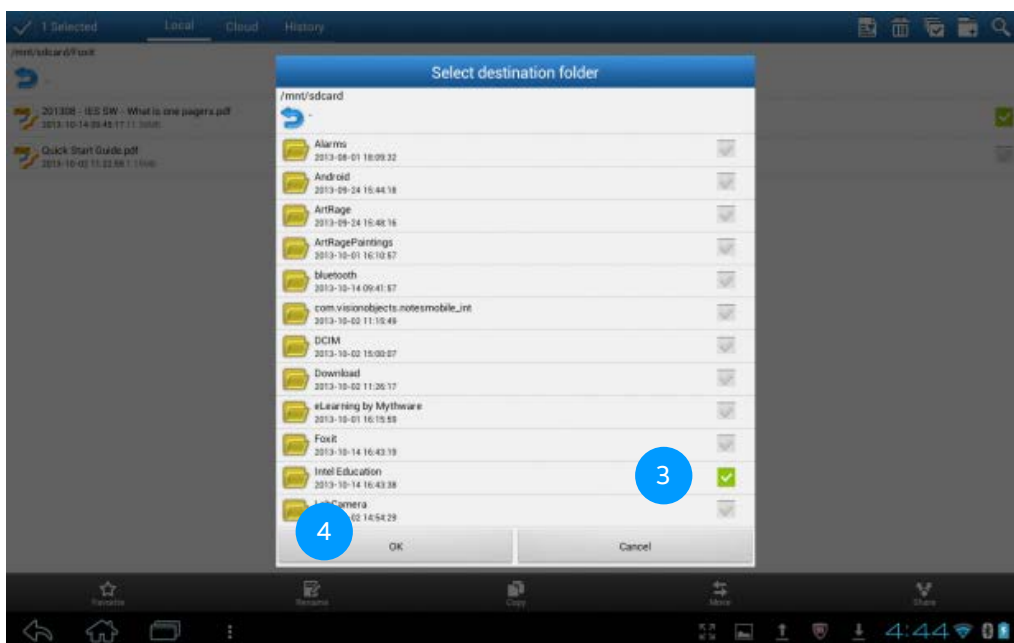 1 Selected Local Cloud History
/mnt/sdcard/Foxit
201308 - IES SW - What is one pagers.pdf
Quick Start Guide.pdf
Select destination folder
/mnt/sdcard
Alarms
2013-08-01 18:09:32
Android
2013-09-24 15:44:18
ArtRage
2013-09-24 15:48:16
ArtRagePaintings
2013-10-01 16:10:57
bluetooth
2013-10-14 09:41:57
com.visionobjects.notesmobile_int
2013-10-02 11:15:49
DCIM
2013-10-02 15:00:07
Download
2013-10-02 11:26:17
eLearning by Mythware
2013-10-01 16:15:59
Foxit
2013-10-14 16:43:19
Intel Education
2013-10-14 16:43:38
3
LabCamera
02 14:54:29
4
OK Cancel
Favorite Rename Copy Move Share
4:44